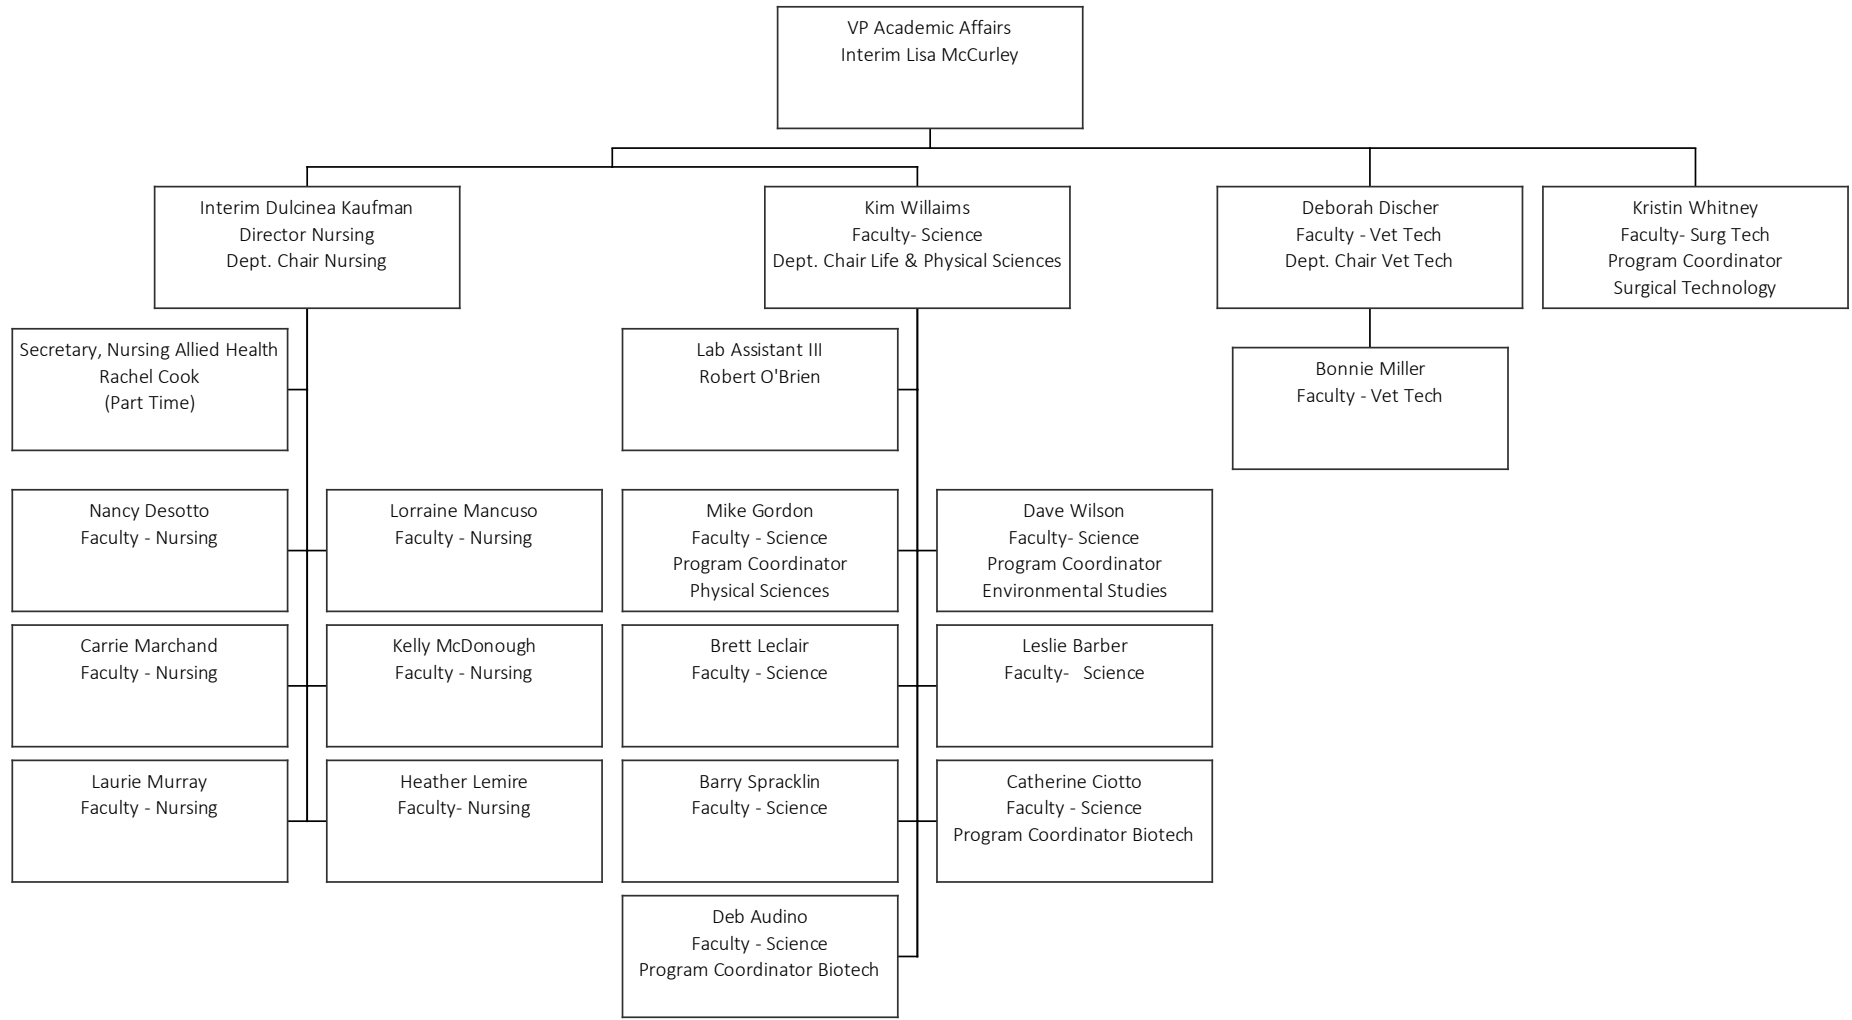 VP Academic Affairs
Interim Lisa McCurley
Interim Dulcinea Kaufman
Director Nursing
Dept. Chair Nursing
Kim Willaims
Faculty- Science
Dept. Chair Life & Physical Sciences
Deborah Discher
Faculty - Vet Tech
Dept. Chair Vet Tech
Kristin Whitney
Faculty- Surg Tech
Program Coordinator
Surgical Technology
Secretary, Nursing Allied Health
Rachel Cook
(Part Time)
Lab Assistant III
Robert O'Brien
Bonnie Miller
Faculty - Vet Tech
Nancy Desotto
Faculty - Nursing
Lorraine Mancuso
Faculty - Nursing
Mike Gordon
Faculty - Science
Program Coordinator
Physical Sciences
Dave Wilson
Faculty- Science
Program Coordinator
Environmental Studies
Carrie Marchand
Faculty - Nursing
Kelly McDonough
Faculty - Nursing
Brett Leclair
Faculty - Science
Leslie Barber
Faculty-   Science
Laurie Murray
Faculty - Nursing
Heather Lemire
Faculty- Nursing
Barry Spracklin
Faculty - Science
Catherine Ciotto
Faculty - Science
Program Coordinator Biotech
Deb Audino
Faculty - Science
Program Coordinator Biotech